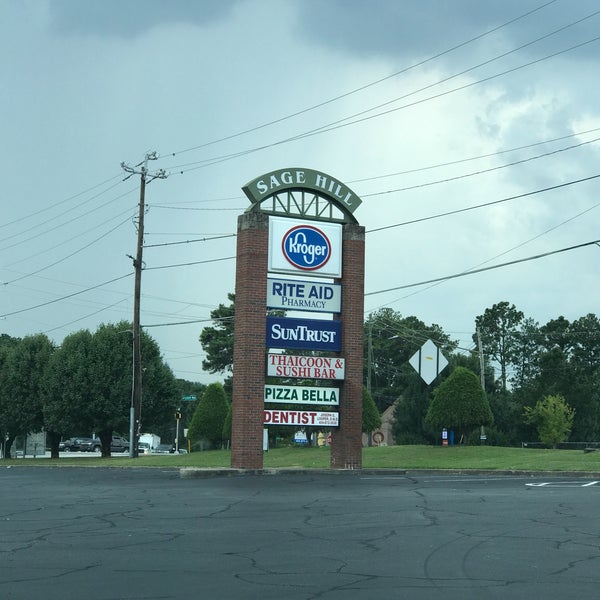 SAGE HILL
Kroger
RITE AID
PHARMACY
SUNTRUST
THAICOON &
SUSHI BAR
PIZZA BELLA
DENTIST